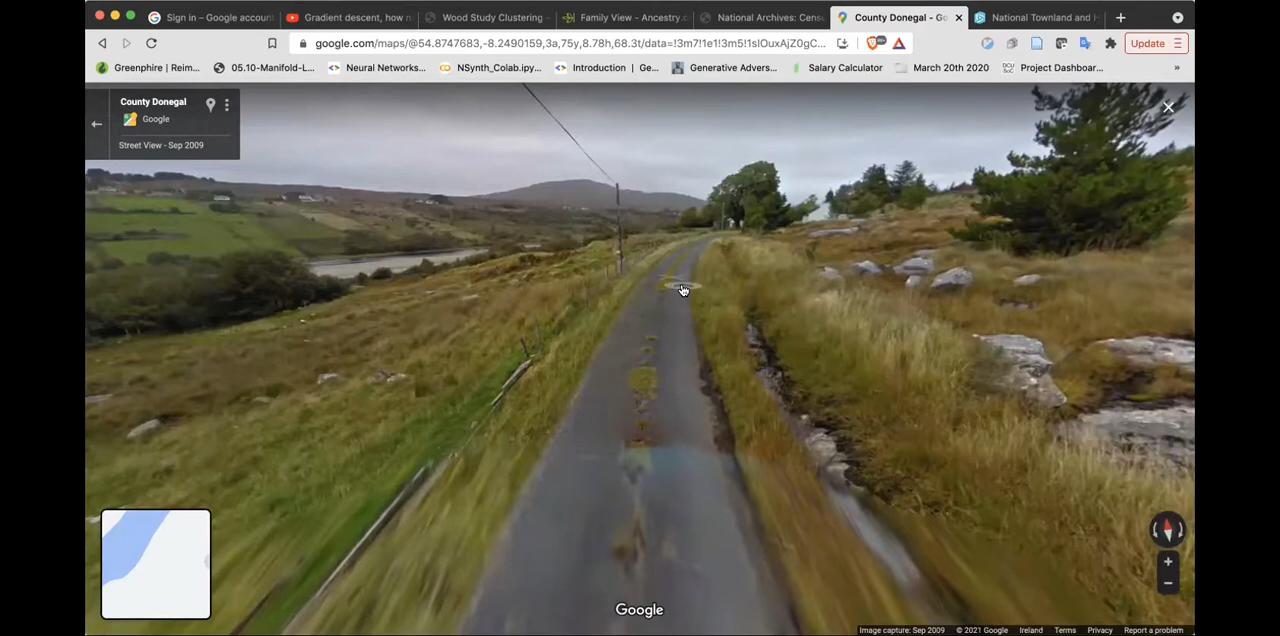 Sign in – Google accoun
Gradient descent, how n
Wood Study Clustering -
Family View - Ancestry.c
National Archives: Censu
County Donegal - Go
National Townland and H
google.com/maps/@54.8747683,-8.2490159,3a,75y,8.78h,68.3t/data=!3m7!1e1!3m5!1sIOuxAjZ0gC...
Update
Greenphire | Reim...
05.10-Manifold-L...
Neural Networks...
NSynth_Colab.ipy...
Introduction | Ge...
Generative Advers...
Salary Calculator
March 20th 2020
Project Dashboar...
County Donegal
Google
Street View - Sep 2009
Google
Image capture: Sep 2009 © 2021 Google Ireland Terms Privacy Report a problem